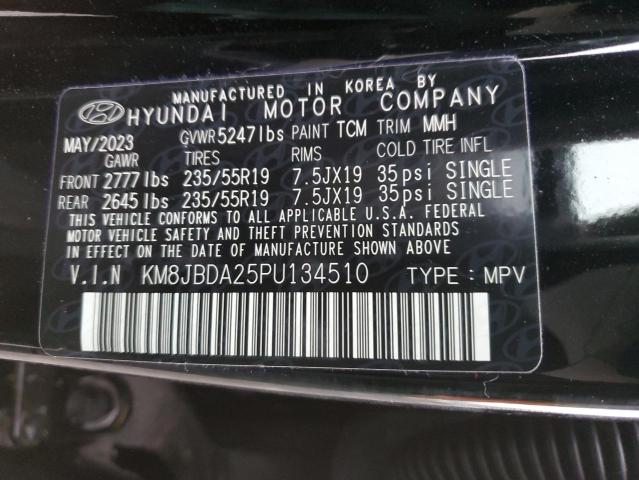 MANUFACTURED IN KOREA BY
HYUNDAI MOTOR COMPANY
MAY/2023 GVWR 5247lbs PAINT TCM TRIM MMH
GAWR TIRES RIMS COLD TIRE INFL
FRONT 2777lbs 235/55R19 7.5JX19 35psi SINGLE
REAR 2645lbs 235/55R19 7.5JX19 35psi SINGLE
THIS VEHICLE CONFORMS TO ALL APPLICABLE U.S.A. FEDERAL
MOTOR VEHICLE SAFETY AND THEFT PREVENTION STANDARDS
IN EFFECT ON THE DATE OF MANUFACTURE SHOWN ABOVE.
V.I.N KM8JBDA25PU134510 TYPE : MPV